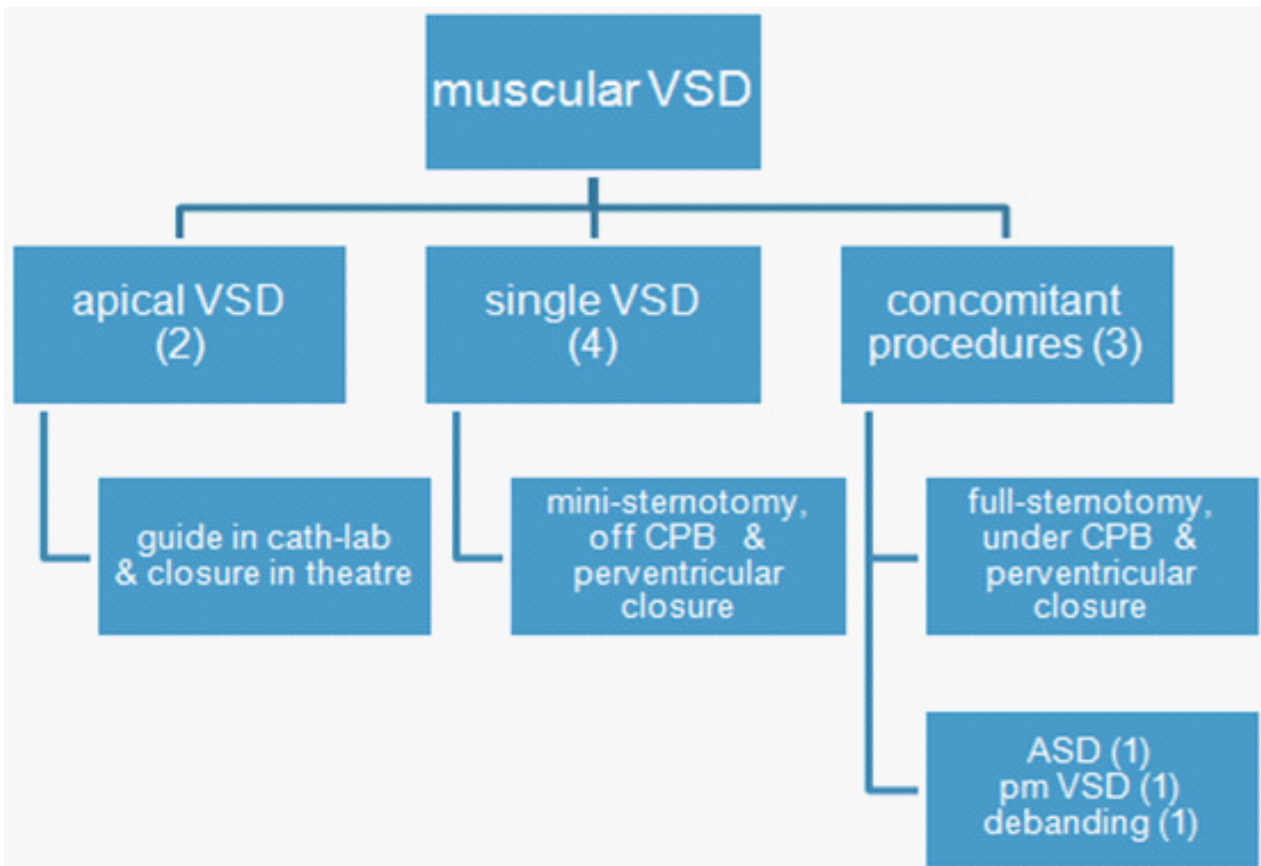 muscular VSD
apical VSD
(2)
single VSD
(4)
concomitant
procedures (3)
guide in cath-lab
& closure in theatre
mini-sternotomy,
off CPB & 
perventricular
closure
full-sternotomy,
under CPB &
perventricular
closure
ASD (1)
pm VSD (1)
debanding (1)